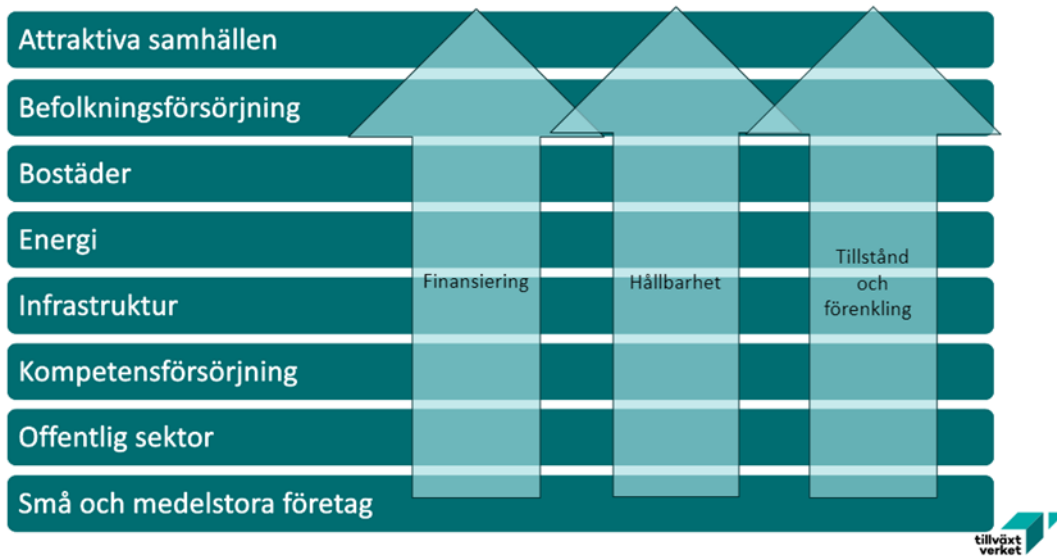 Attraktiva samhällen
Befolkningsförsörjning
Bostäder
Energi
Infrastruktur
Kompetensförsörjning
Offentlig sektor
Små och medelstora företag
Finansiering
Hållbarhet
Tillstånd
och
förenkling
tillväxt
verket